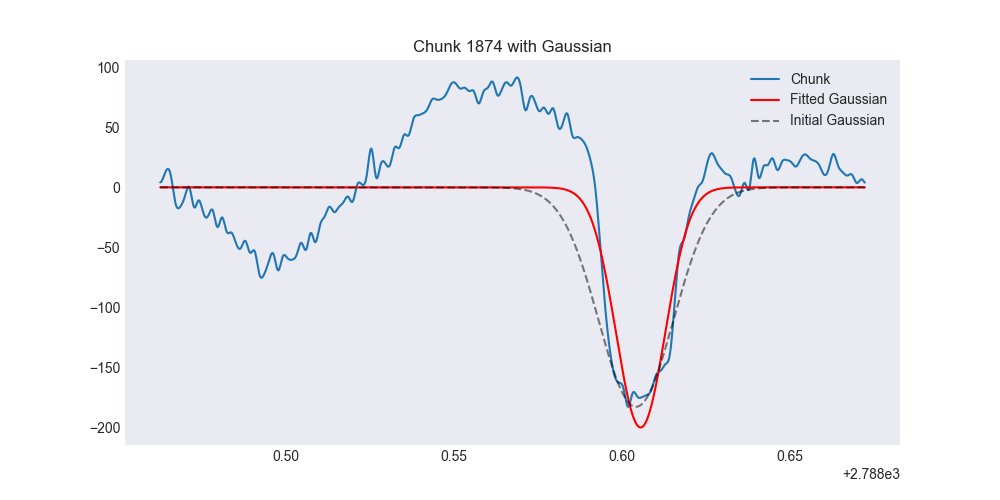 Chunk 1874 with Gaussian
100
50
0
−50
−100
−150
−200
Chunk
Fitted Gaussian
Initial Gaussian
0.50 0.55 0.60 0.65
+2.788e3